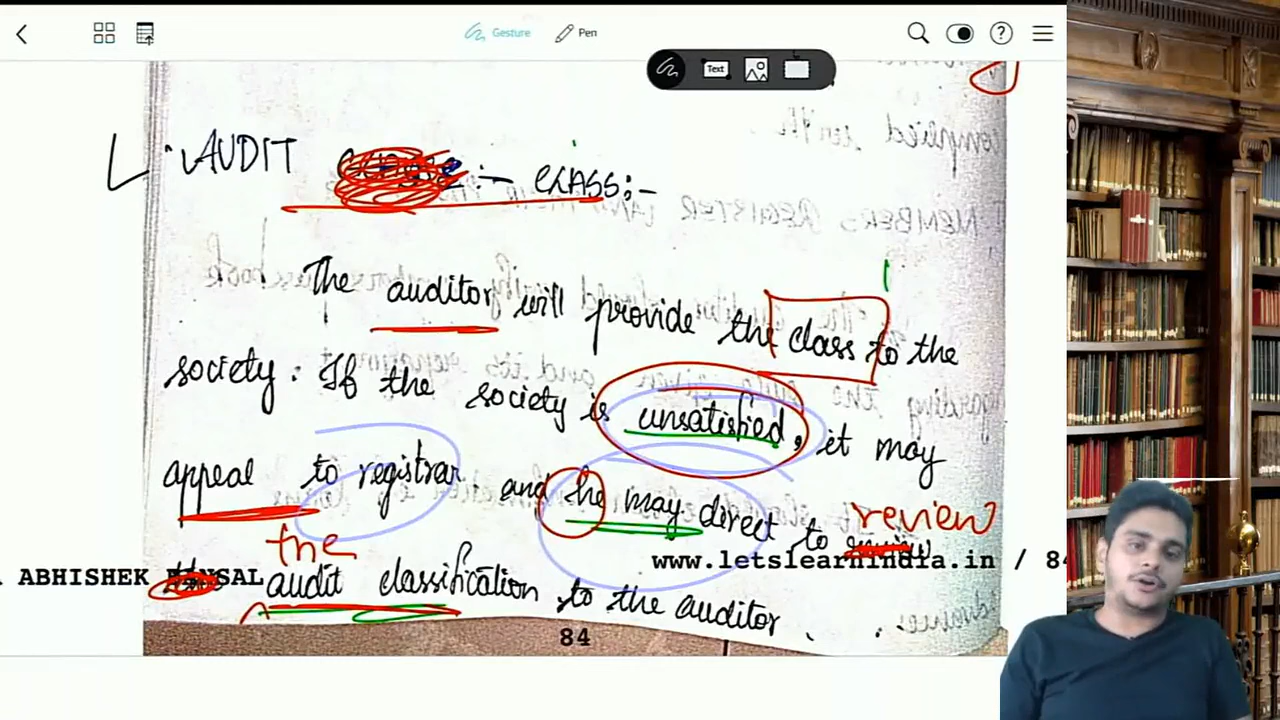 Gesture Pen
Text
AUDIT :- CLASS:-
The auditor will provide the class to the
society. If the society is unsatisfied, it may
appeal to registrar and he may direct to review
www.letslearnindia.in / 84
ABHISHEK
the audit classification to the auditor.
84